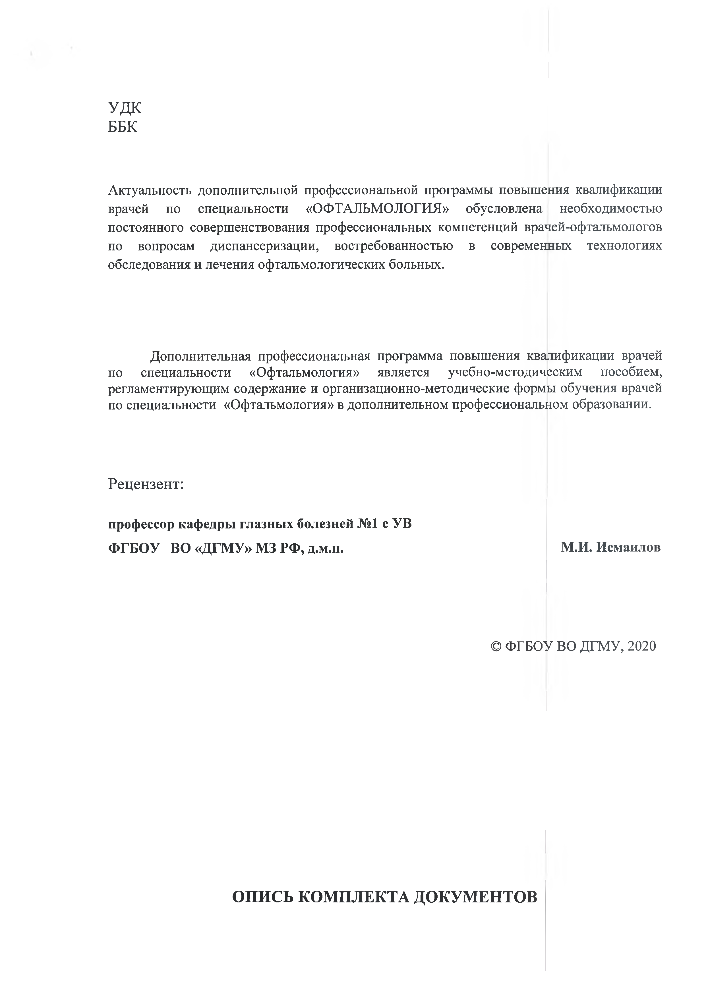 УДК
ББК
Актуальность дополнительной профессиональной программы повышения квалификации
врачей по специальности «ОФТАЛЬМОЛОГИЯ» обусловлена необходимостью
постоянного совершенствования профессиональных компетенций врачей-офтальмологов
по вопросам диспансеризации, востребованностью в современных технологиях
обследования и лечения офтальмологических больных.
Дополнительная профессиональная программа повышения квалификации врачей
по специальности «Офтальмология» является учебно-методическим пособием,
регламентирующим содержание и организационно-методические формы обучения врачей
по специальности «Офтальмология» в дополнительном профессиональном образовании.
Рецензент:
профессор кафедры глазных болезней №1 с УВ
ФГБОУ ВО «ДГМУ» МЗ РФ, д.м.н. М.И. Исмаилов
© ФГБОУ ВО ДГМУ, 2020
ОПИСЬ КОМПЛЕКТА ДОКУМЕНТОВ